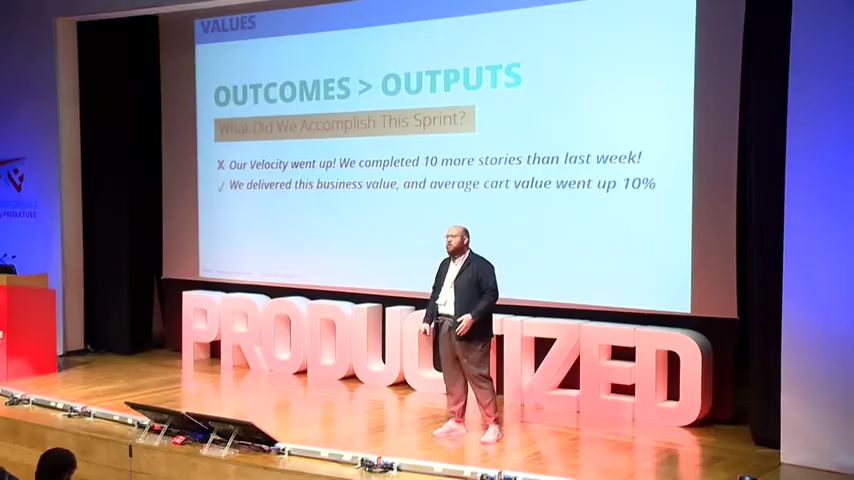 VALUES
OUTCOMES > OUTPUTS
What Did We Accomplish This Sprint?
✗ Our Velocity went up! We completed 10 more stories than last week!
✓ We delivered this business value, and average cart value went up 10%
PRODUCTIZED